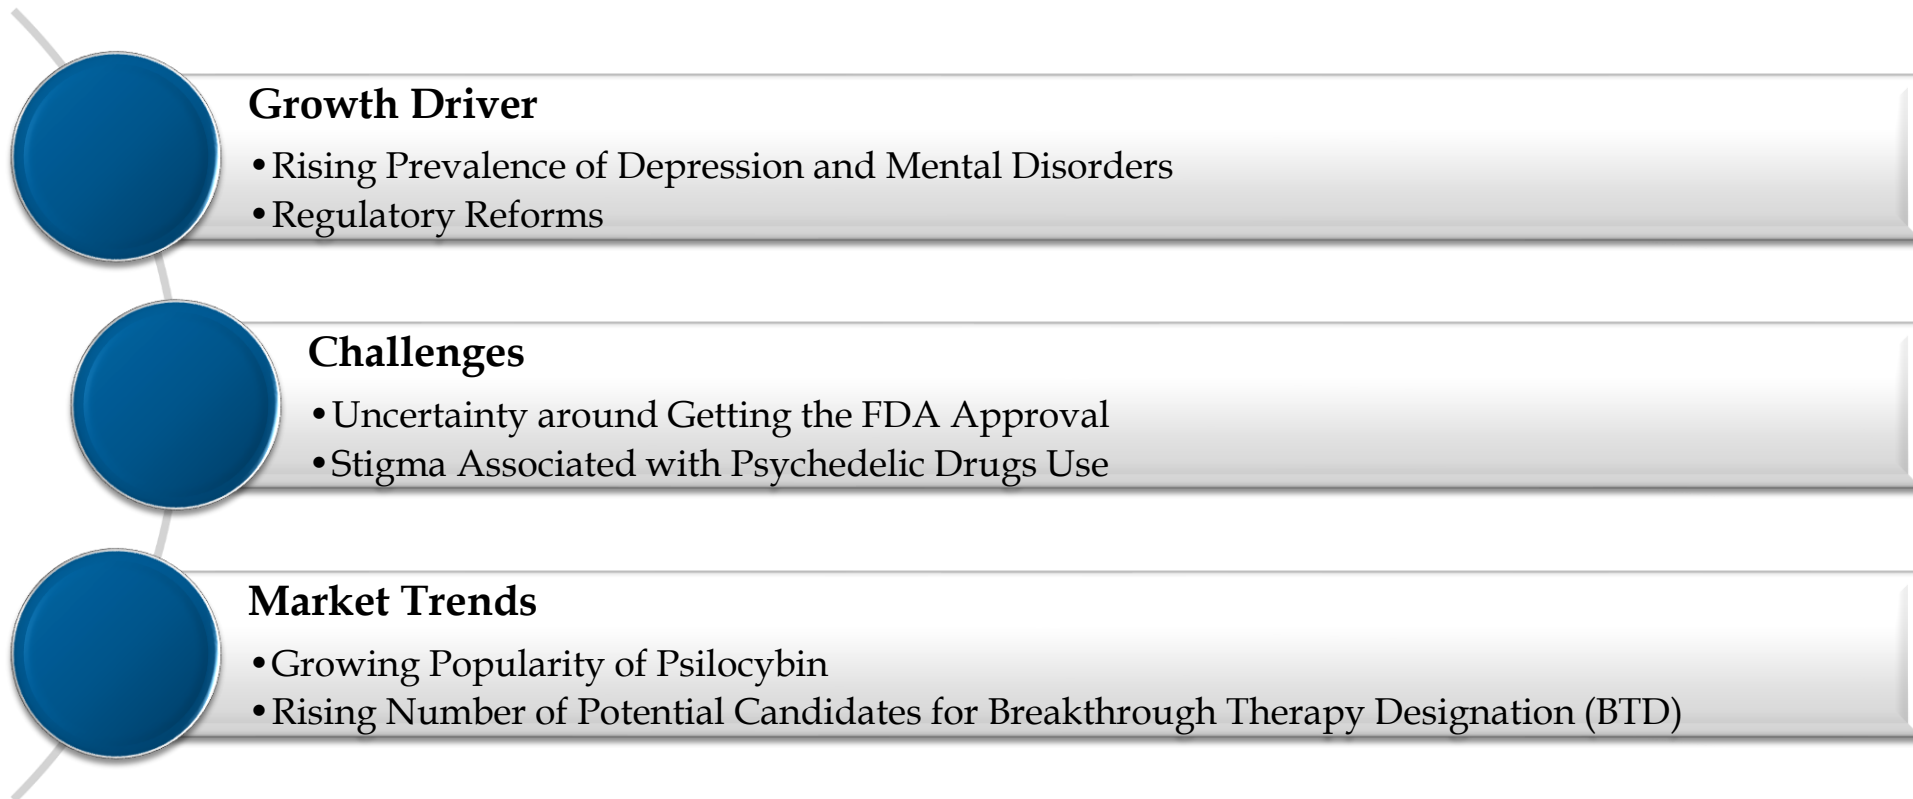 Growth Driver
•Rising Prevalence of Depression and Mental Disorders
•Regulatory Reforms
Challenges
•Uncertainty around Getting the FDA Approval
•Stigma Associated with Psychedelic Drugs Use
Market Trends
•Growing Popularity of Psilocybin
•Rising Number of Potential Candidates for Breakthrough Therapy Designation (BTD)